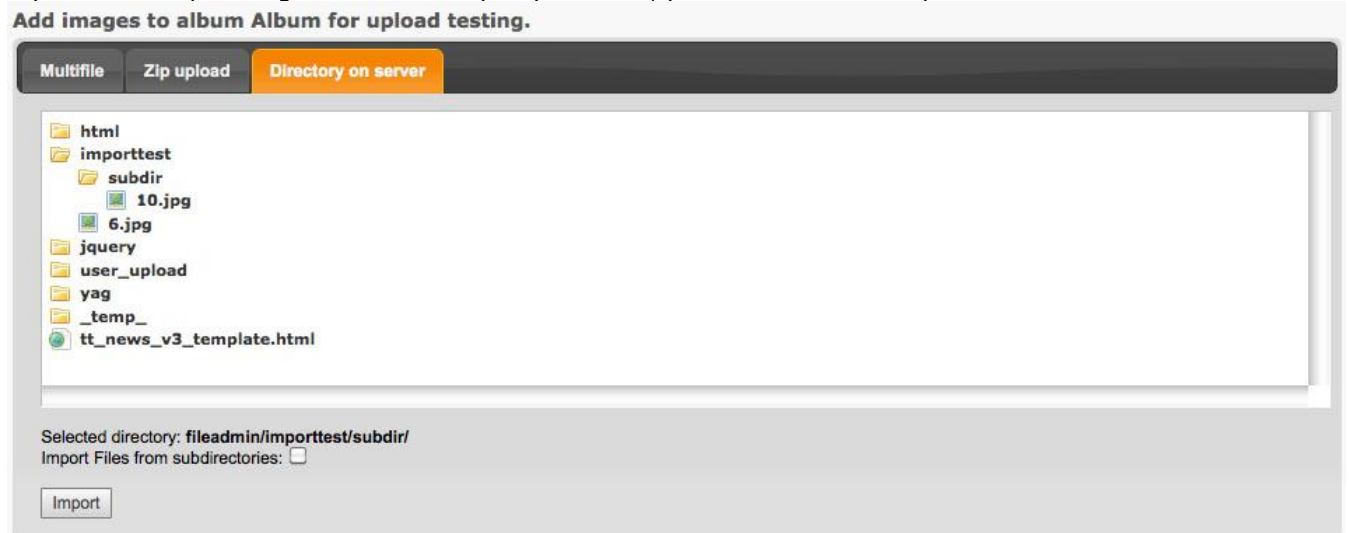 Add images to album Album for upload testing.
Multifile Zip upload Directory on server
html
importtest
subdir
10.jpg
6.jpg
jquery
user_upload
yag
_temp_
tt_news_v3_template.html
Selected directory: fileadmin/importtest/subdir/
Import Files from subdirectories:
Import